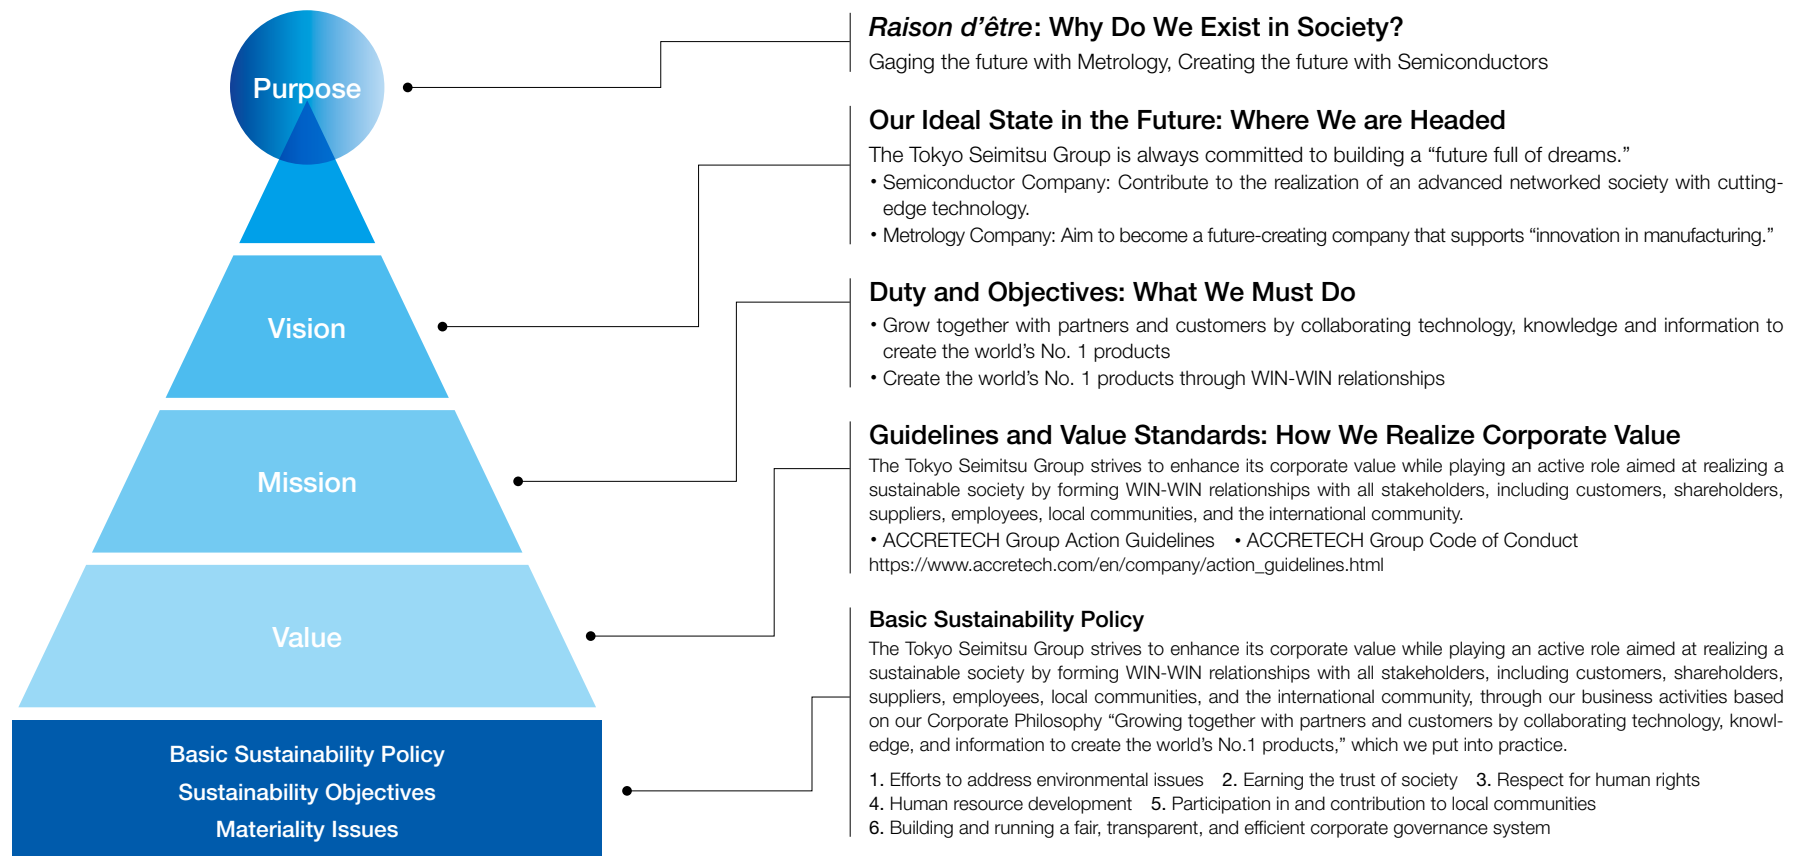 Purpose
Raison d’être: Why Do We Exist in Society?
Gaging the future with Metrology, Creating the future with Semiconductors
Vision
Our Ideal State in the Future: Where We are Headed
The Tokyo Seimitsu Group is always committed to building a “future full of dreams.”
• Semiconductor Company: Contribute to the realization of an advanced networked society with cutting-
edge technology.
• Metrology Company: Aim to become a future-creating company that supports “innovation in manufacturing.”
Mission
Duty and Objectives: What We Must Do
• Grow together with partners and customers by collaborating technology, knowledge and information to
create the world’s No. 1 products
• Create the world’s No. 1 products through WIN-WIN relationships
Value
Guidelines and Value Standards: How We Realize Corporate Value
The Tokyo Seimitsu Group strives to enhance its corporate value while playing an active role aimed at realizing a
sustainable society by forming WIN-WIN relationships with all stakeholders, including customers, shareholders,
suppliers, employees, local communities, and the international community.
• ACCRETECH Group Action Guidelines • ACCRETECH Group Code of Conduct
https://www.accretech.com/en/company/action_guidelines.html
Basic Sustainability Policy
Sustainability Objectives
Materiality Issues
Basic Sustainability Policy
The Tokyo Seimitsu Group strives to enhance its corporate value while playing an active role aimed at realizing a
sustainable society by forming WIN-WIN relationships with all stakeholders, including customers, shareholders,
suppliers, employees, local communities, and the international community, through our business activities based
on our Corporate Philosophy “Growing together with partners and customers by collaborating technology, knowl-
edge, and information to create the world’s No.1 products,” which we put into practice.
1. Efforts to address environmental issues 2. Earning the trust of society 3. Respect for human rights
4. Human resource development 5. Participation in and contribution to local communities
6. Building and running a fair, transparent, and efficient corporate governance system